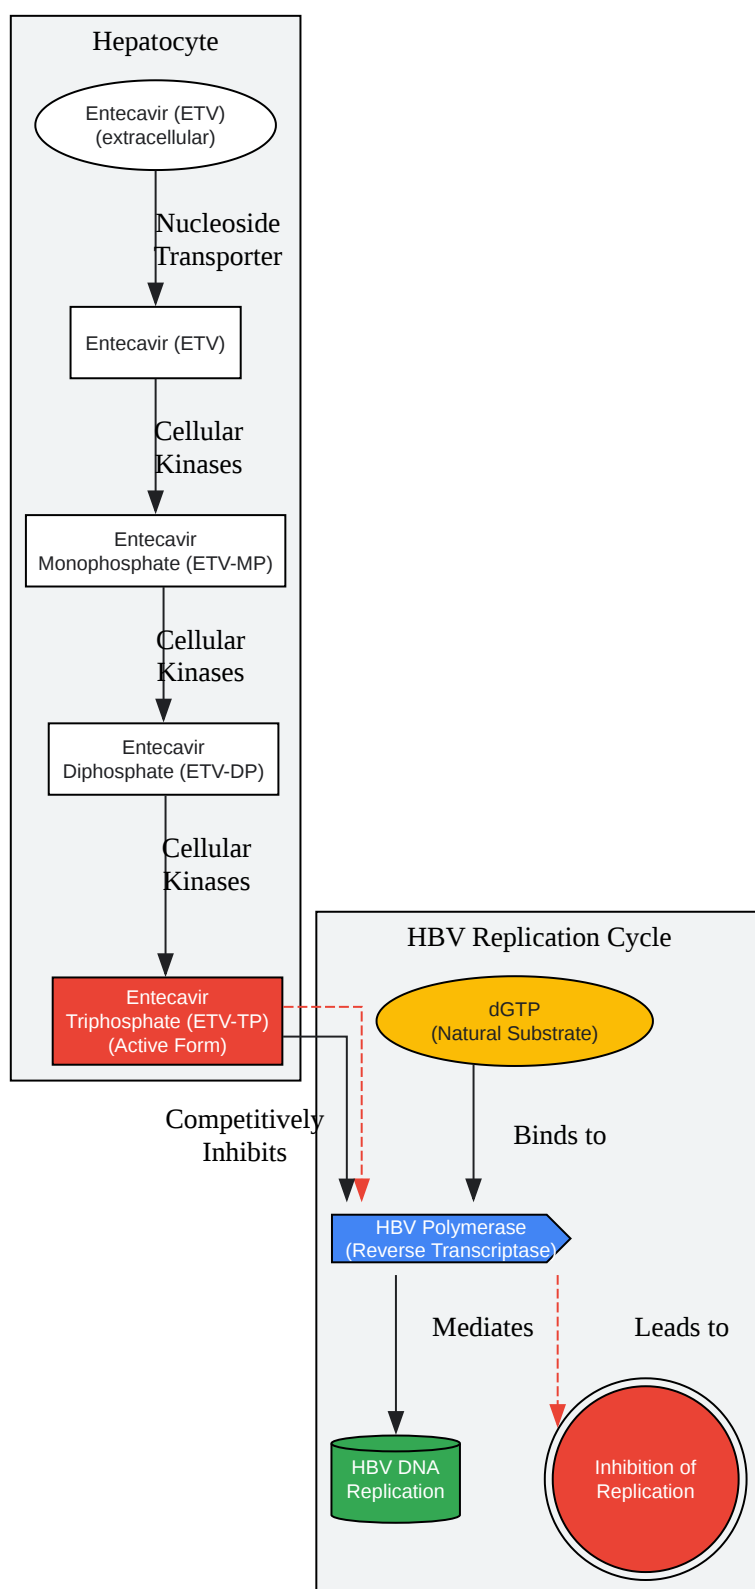 Hepatocyte
Entecavir (ETV)
(extracellular)
Nucleoside
Transporter
Entecavir (ETV)
Cellular
Kinases
Entecavir
Monophosphate (ETV-MP)
Cellular
Kinases
Entecavir
Diphosphate (ETV-DP)
Cellular
Kinases
Entecavir
Triphosphate (ETV-TP)
(Active Form)
HBV Replication Cycle
dGTP
(Natural Substrate)
Competitively
Inhibits
Binds to
HBV Polymerase
(Reverse Transcriptase)
Mediates
Leads to
HBV DNA
Replication
Inhibition of
Replication